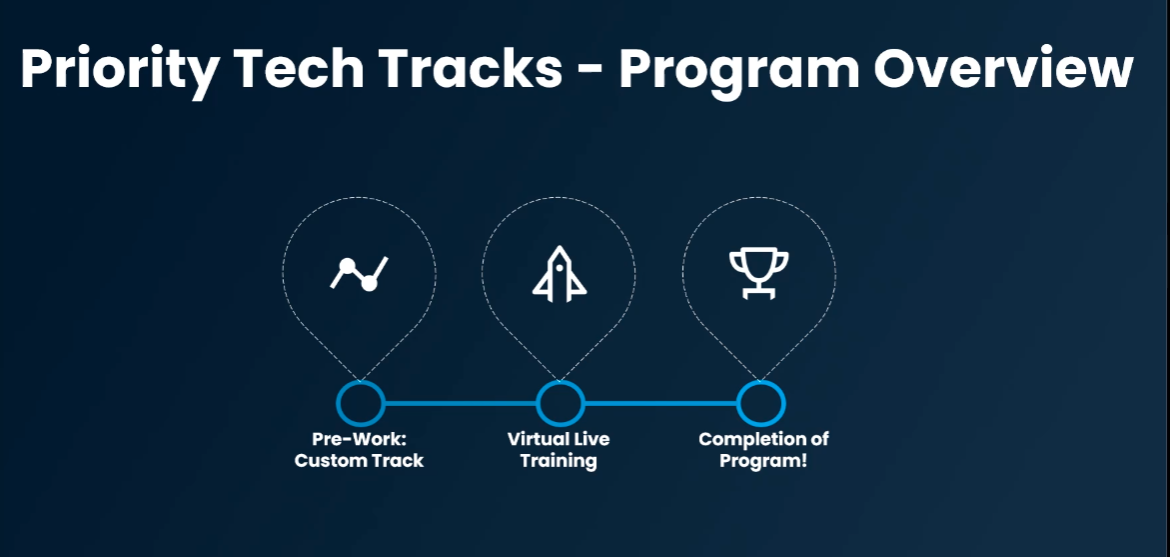 Priority Tech Tracks - Program Overview
Pre-Work:
Custom Track
Virtual Live
Training
Completion of
Program!